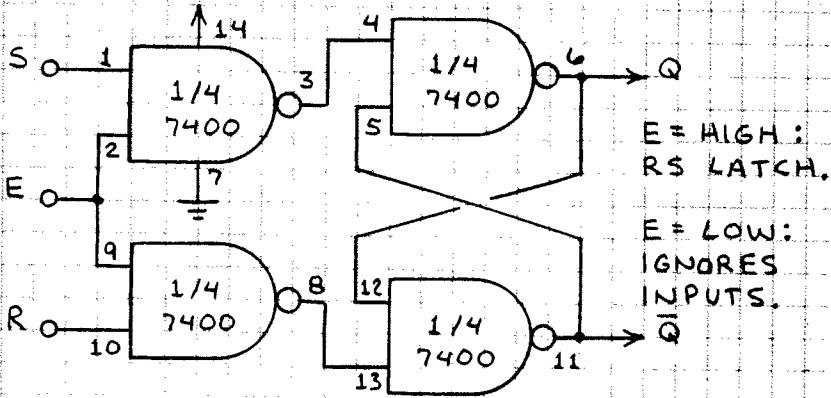 14
S
1
1/4
7400
3
2
7
E
9
1/4
7400
8
R
10
4
1/4
7400
6
Q
5
12
1/4
7400
13
11
Q̅
E = HIGH:
RS LATCH.
E = LOW:
IGNORES
INPUTS.